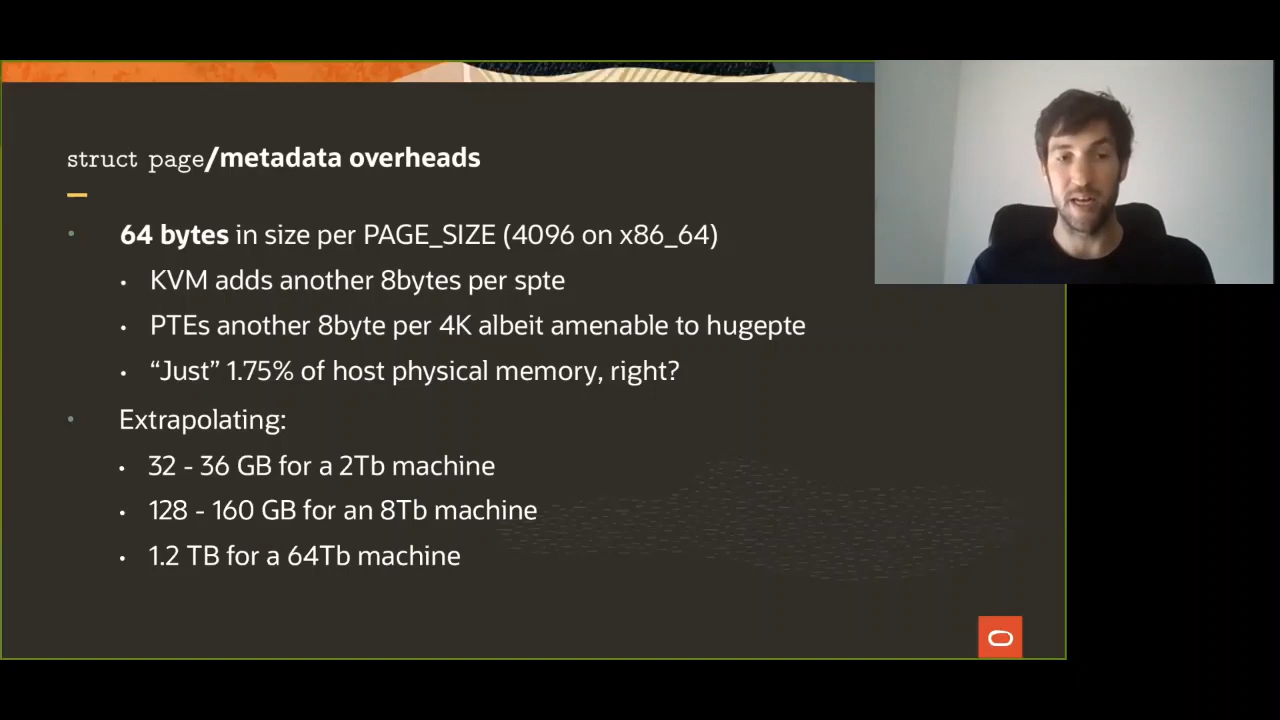 struct page/metadata overheads
64 bytes in size per PAGE_SIZE (4096 on x86_64)
KVM adds another 8bytes per spte
PTEs another 8byte per 4K albeit amenable to hugepte
“Just” 1.75% of host physical memory, right?
Extrapolating:
32 - 36 GB for a 2Tb machine
128 - 160 GB for an 8Tb machine
1.2 TB for a 64Tb machine